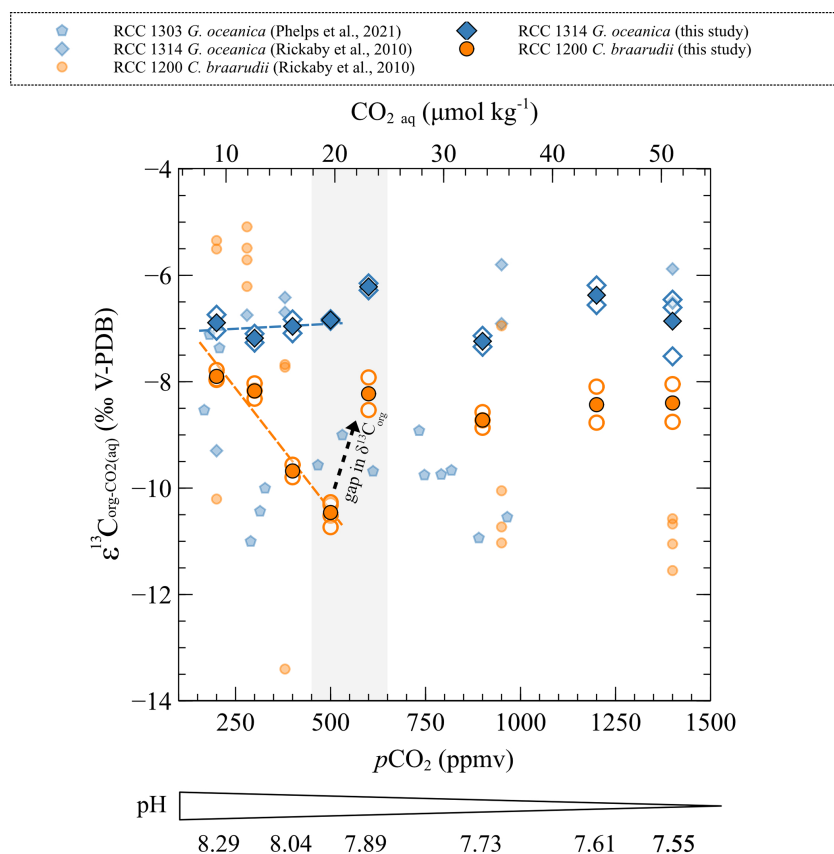 RCC 1303 G. oceanica (Phelps et al., 2021)
RCC 1314 G. oceanica (Rickaby et al., 2010)
RCC 1200 C. braarudii (Rickaby et al., 2010)
RCC 1314 G. oceanica (this study)
RCC 1200 C. braarudii (this study)
CO2 aq (μmol kg-1)
10 20 30 40 50
−4
−6
−8
−10
−12
−14
ε13Corg-CO2(aq) (‰ V-PDB)
gap in δ13Corg
250 500 750 1000 1250 1500
pCO2 (ppmv)
pH
8.29 8.04 7.89 7.73 7.61 7.55